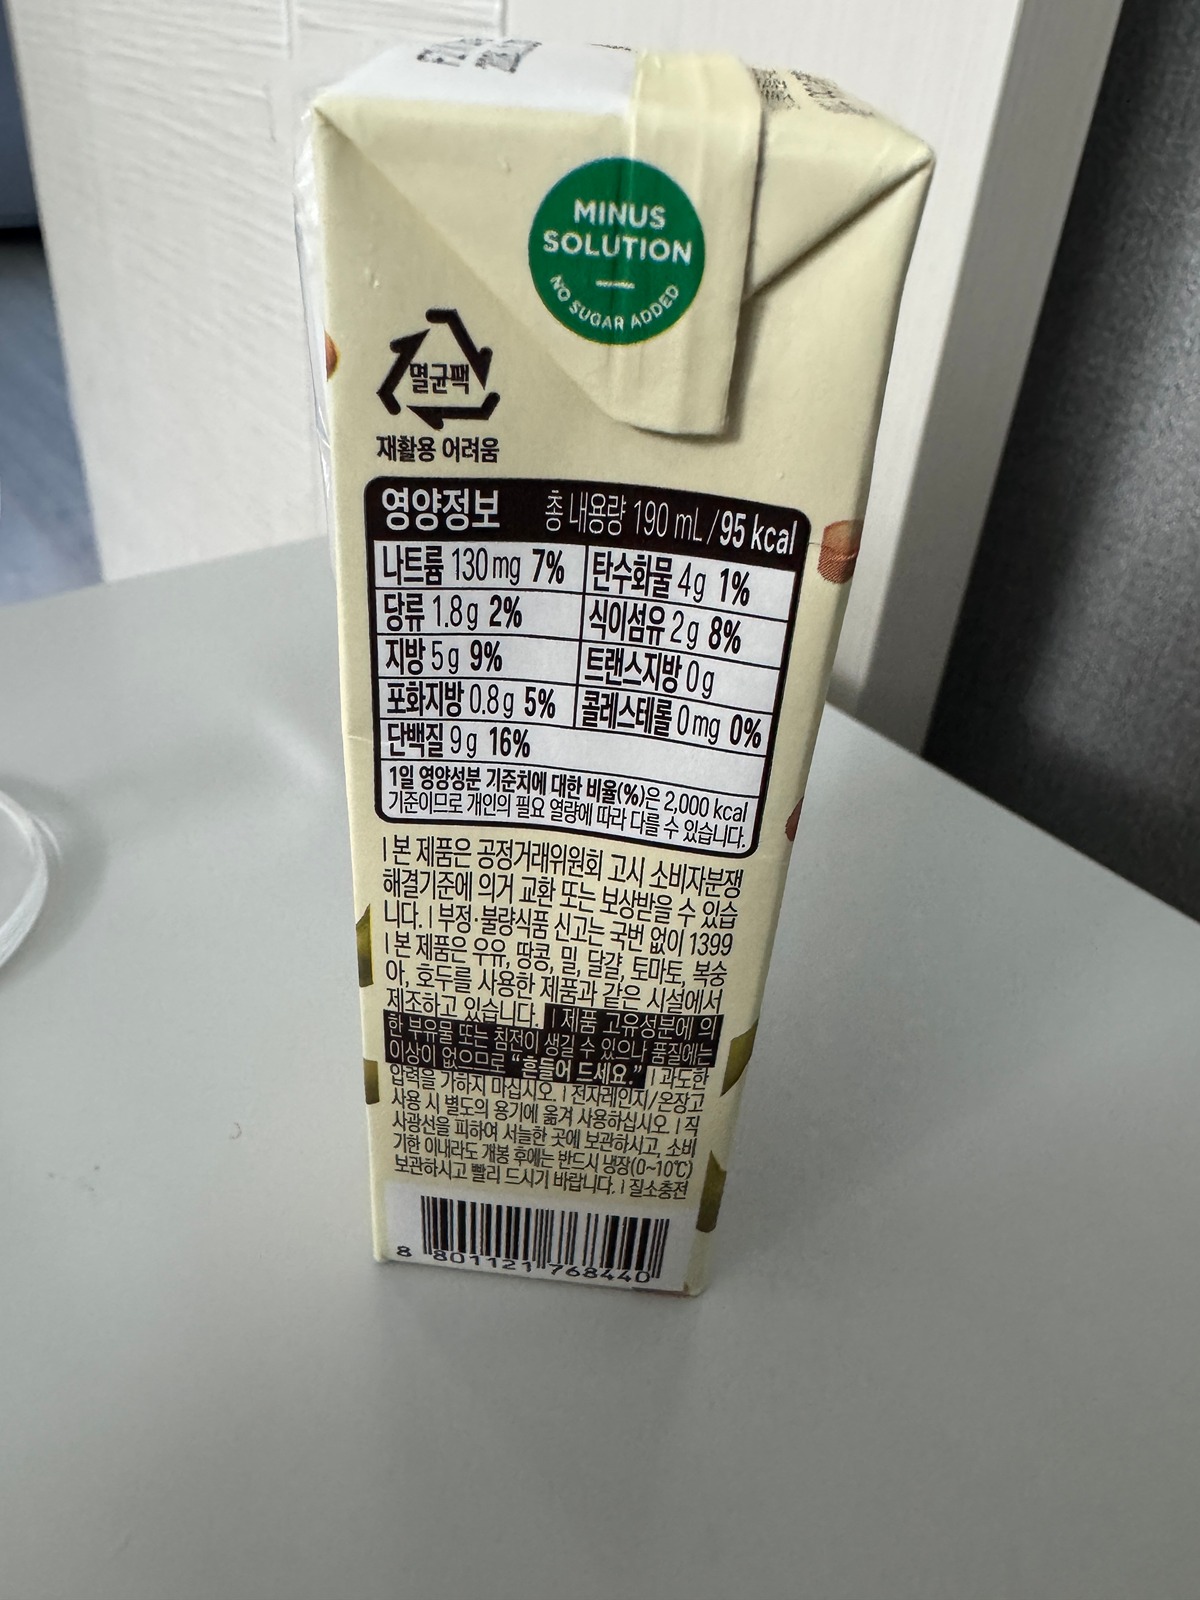 MINUS
SOLUTION
NO SUGAR ADDED
멸균팩
재활용 어려움
영양정보 총 내용량 190 mL/95 kcal
나트륨 130 mg 7% 탄수화물 4g 1%
당류 1.8g 2% 식이섬유 2g 8%
지방 5g 9% 트랜스지방 0g
포화지방 0.8g 5% 콜레스테롤 0mg 0%
단백질 9g 16%
1일 영양성분 기준치에 대한 비율(%)은 2,000 kcal
기준이므로 개인의 필요 열량에 따라 다를 수 있습니다.
| 본 제품은 공정거래위원회 고시 소비자분쟁
해결기준에 의거 교환 또는 보상받을 수 있습
니다. | 부정·불량식품 신고는 국번 없이 1399
| 본 제품은 우유, 땅콩, 밀, 달걀, 토마토, 복숭
아, 호두를 사용한 제품과 같은 시설에서
제조하고 있습니다. | 제품 고유성분에 의
한 부유물 또는 침전이 생길 수 있으나 품질에는
이상이 없으므로 “흔들어 드세요.” | 과도한
압력을 가하지 마십시오. | 전자레인지/온장고
사용 시 별도의 용기에 옮겨 사용하십시오 | 직
사광선을 피하여 서늘한 곳에 보관하시고, 소비
기한 이내라도 개봉 후에는 반드시 냉장(0~10℃)
보관하시고 빨리 드시기 바랍니다. | 질소충전
8 801121 768440